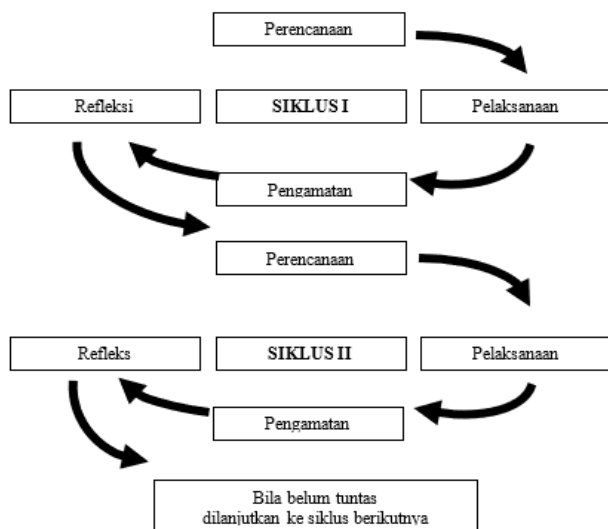 Perencanaan
Refleksi
SIKLUS I
Pelaksanaan
Pengamatan
Perencanaan
Refleks
SIKLUS II
Pelaksanaan
Pengamatan
Bila belum tuntas
dilanjutkan ke siklus berikutnya